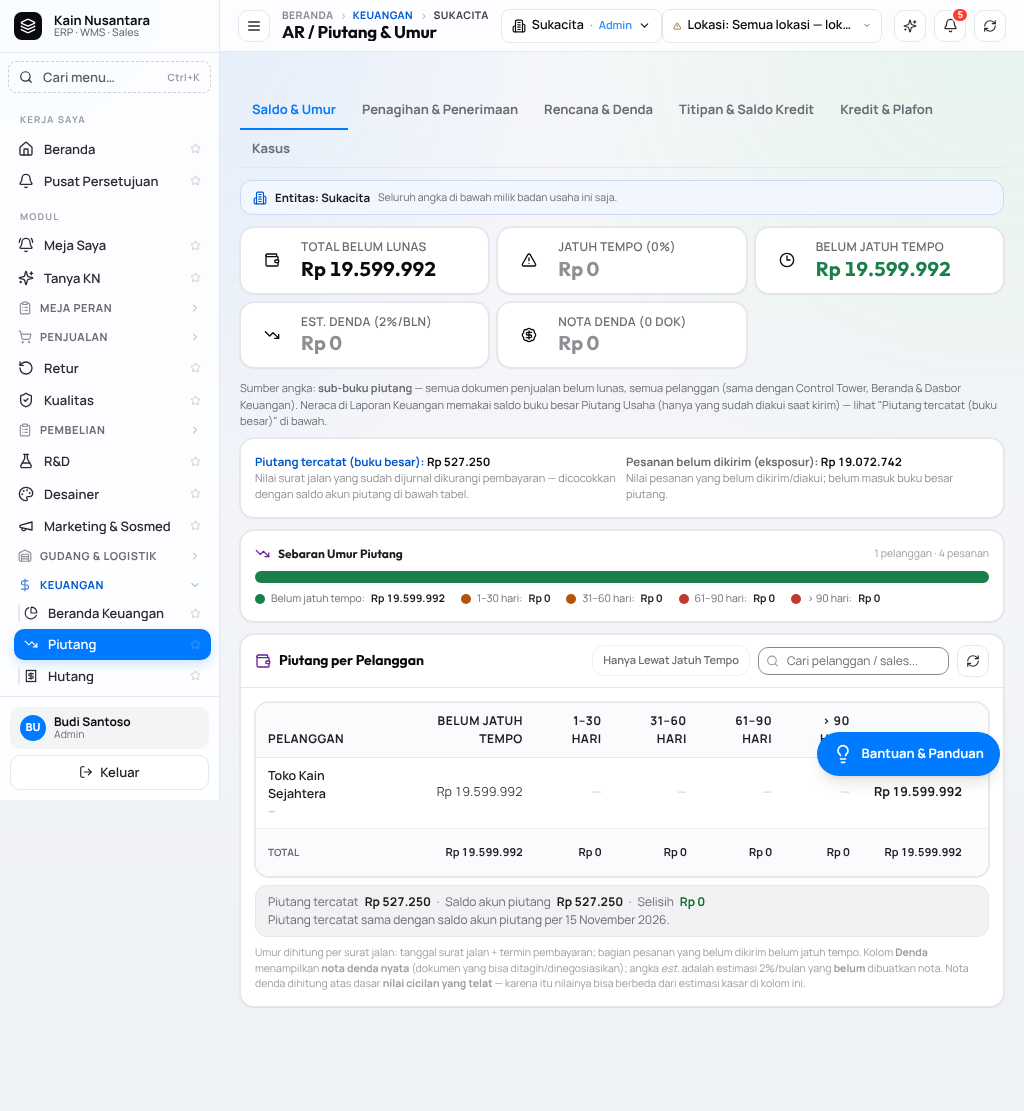 Kain Nusantara
ERP · WMS · Sales
Cari menu...
Ctrl+K
KERJA SAYA
Beranda
Pusat Persetujuan
MODUL
Meja Saya
Tanya KN
MEJA PERAN
PENJUALAN
Retur
Kualitas
PEMBELIAN
R&D
Desainer
Marketing & Sosmed
GUDANG & LOGISTIK
KEUANGAN
Beranda Keuangan
Piutang
Hutang
BU
Budi Santoso
Admin
Keluar
BERANDA > KEUANGAN > SUKACITA
AR / Piutang & Umur
Sukacita · Admin
Lokasi: Semua lokasi — lok...
5
Saldo & Umur
Penagihan & Penerimaan
Rencana & Denda
Titipan & Saldo Kredit
Kredit & Plafon
Kasus
Entitas: Sukacita Seluruh angka di bawah milik badan usaha ini saja.
TOTAL BELUM LUNAS
Rp 19.599.992
JATUH TEMPO (0%)
Rp 0
BELUM JATUH TEMPO
Rp 19.599.992
EST. DENDA (2%/BLN)
Rp 0
NOTA DENDA (0 DOK)
Rp 0
Sumber angka: sub-buku piutang — semua dokumen penjualan belum lunas, semua pelanggan (sama dengan Control Tower, Beranda & Dasbor
Keuangan). Neraca di Laporan Keuangan memakai saldo buku besar Piutang Usaha (hanya yang sudah diakui saat kirim) — lihat "Piutang tercatat (buku
besar)" di bawah.
Piutang tercatat (buku besar): Rp 527.250
Nilai surat jalan yang sudah dijurnal dikurangi pembayaran — dicocokkan
dengan saldo akun piutang di bawah tabel.
Pesanan belum dikirim (eksposur): Rp 19.072.742
Nilai pesanan yang belum dikirim/diakui; belum masuk buku besar
piutang.
Sebaran Umur Piutang
1 pelanggan · 4 pesanan
Belum jatuh tempo: Rp 19.599.992
1–30 hari: Rp 0
31–60 hari: Rp 0
61–90 hari: Rp 0
> 90 hari: Rp 0
Piutang per Pelanggan
Hanya Lewat Jatuh Tempo
Cari pelanggan / sales...
PELANGGAN
BELUM JATUH
TEMPO
1–30
HARI
31–60
HARI
61–90
HARI
> 90
Bantuan & Panduan
Toko Kain
Sejahtera
—
Rp 19.599.992 — — — — Rp 19.599.992
TOTAL Rp 19.599.992 Rp 0 Rp 0 Rp 0 Rp 0 Rp 19.599.992
Piutang tercatat Rp 527.250 · Saldo akun piutang Rp 527.250 · Selisih Rp 0
Piutang tercatat sama dengan saldo akun piutang per 15 November 2026.
Umur dihitung per surat jalan: tanggal surat jalan + termin pembayaran; bagian pesanan yang belum dikirim belum jatuh tempo. Kolom Denda
menampilkan nota denda nyata (dokumen yang bisa ditagih/dinegosiasikan); angka est. adalah estimasi 2%/bulan yang belum dibuatkan nota. Nota
denda dihitung atas dasar nilai cicilan yang telat — karena itu nilainya bisa berbeda dari estimasi kasar di kolom ini.